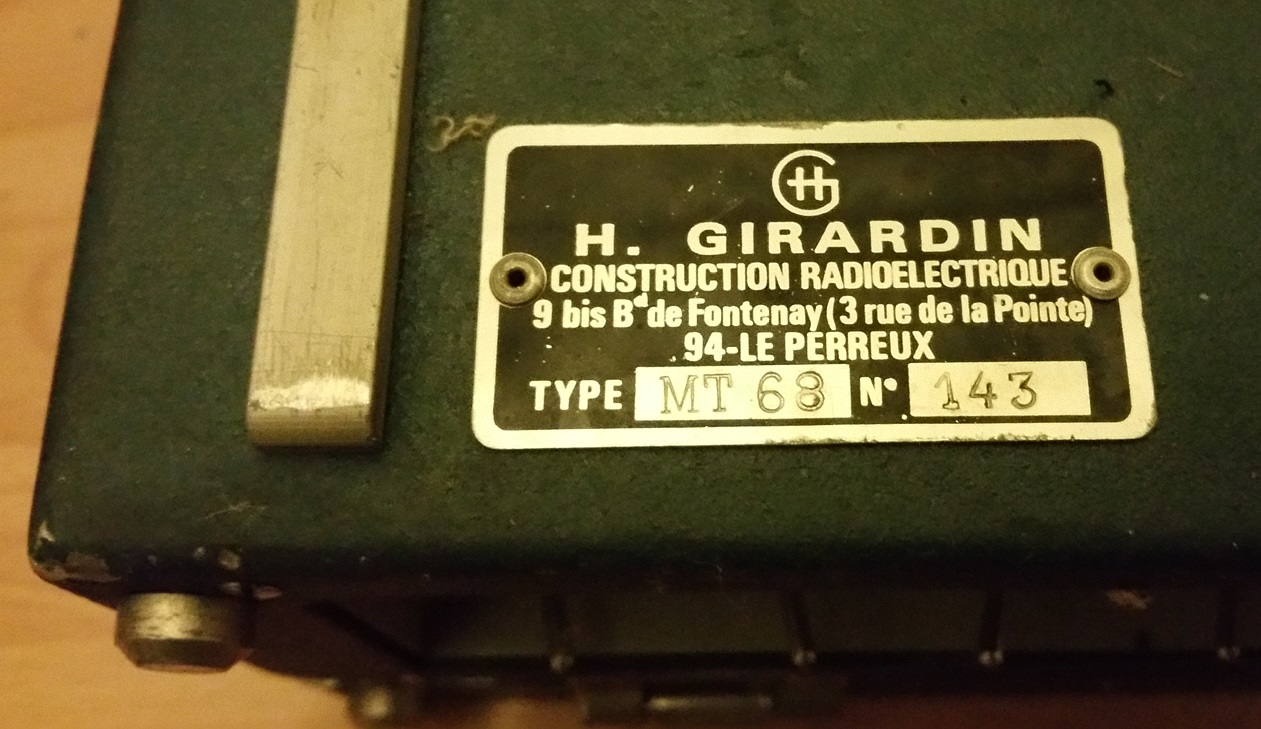 GH
H. GIRARDIN
CONSTRUCTION RADIOELECTRIQUE
9 bis Bd de Fontenay (3 rue de la Pointe)
94-LE PERREUX
TYPE MT 68 N° 143